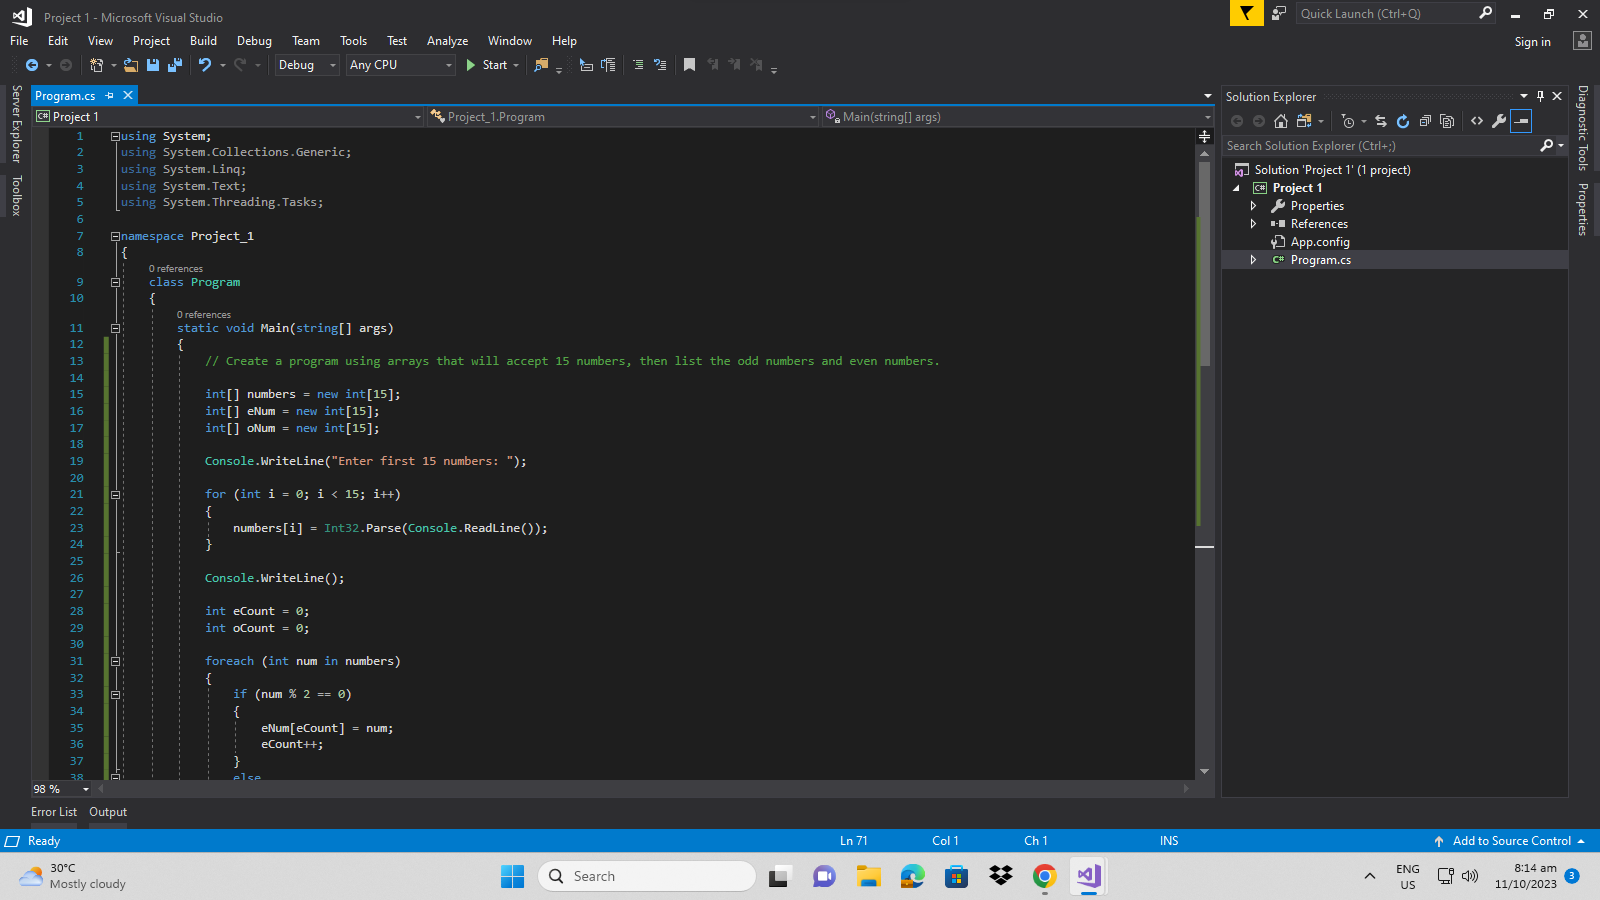 Project 1 - Microsoft Visual Studio
Quick Launch (Ctrl+Q)
File Edit View Project Build Debug Team Tools Test Analyze Window Help
Sign in
Debug Any CPU Start
Server Explorer
Toolbox
Program.cs
Project 1 Project_1.Program Main(string[] args)
1 using System;
2 using System.Collections.Generic;
3 using System.Linq;
4 using System.Text;
5 using System.Threading.Tasks;
6
7 namespace Project_1
8 {
0 references
9 class Program
10 {
0 references
11 static void Main(string[] args)
12 {
13 // Create a program using arrays that will accept 15 numbers, then list the odd numbers and even numbers.
14
15 int[] numbers = new int[15];
16 int[] eNum = new int[15];
17 int[] oNum = new int[15];
18
19 Console.WriteLine("Enter first 15 numbers: ");
20
21 for (int i = 0; i < 15; i++)
22 {
23 numbers[i] = Int32.Parse(Console.ReadLine());
24 }
25
26 Console.WriteLine();
27
28 int eCount = 0;
29 int oCount = 0;
30
31 foreach (int num in numbers)
32 {
33 if (num % 2 == 0)
34 {
35 eNum[eCount] = num;
36 eCount++;
37 }
38 else
98 %
Solution Explorer
Search Solution Explorer (Ctrl+;)
Solution 'Project 1' (1 project)
Project 1
Properties
References
App.config
Program.cs
Diagnostic Tools
Properties
Error List Output
Ready Ln 71 Col 1 Ch 1 INS Add to Source Control
30°C
Mostly cloudy
Search
ENG
US
8:14 am
11/10/2023
3